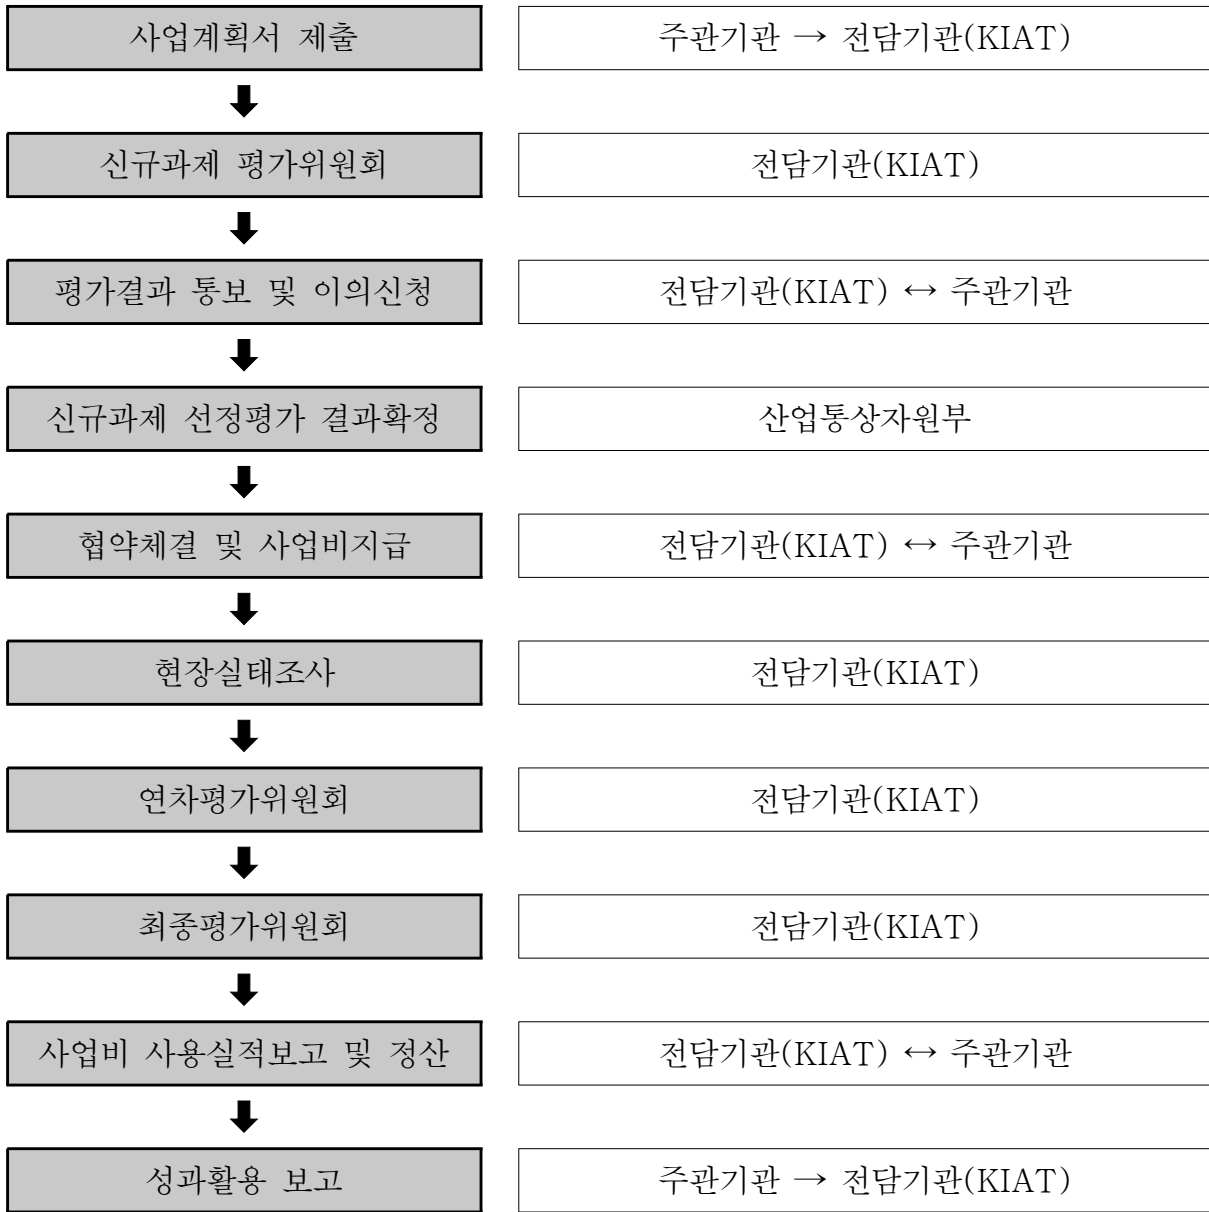 사업계획서 제출
주관기관 → 전담기관(KIAT)
신규과제 평가위원회
전담기관(KIAT)
평가결과 통보 및 이의신청
전담기관(KIAT) ↔ 주관기관
신규과제 선정평가 결과확정
산업통상자원부
협약체결 및 사업비지급
전담기관(KIAT) ↔ 주관기관
현장실태조사
전담기관(KIAT)
연차평가위원회
전담기관(KIAT)
최종평가위원회
전담기관(KIAT)
사업비 사용실적보고 및 정산
전담기관(KIAT) ↔ 주관기관
성과활용 보고
주관기관 → 전담기관(KIAT)